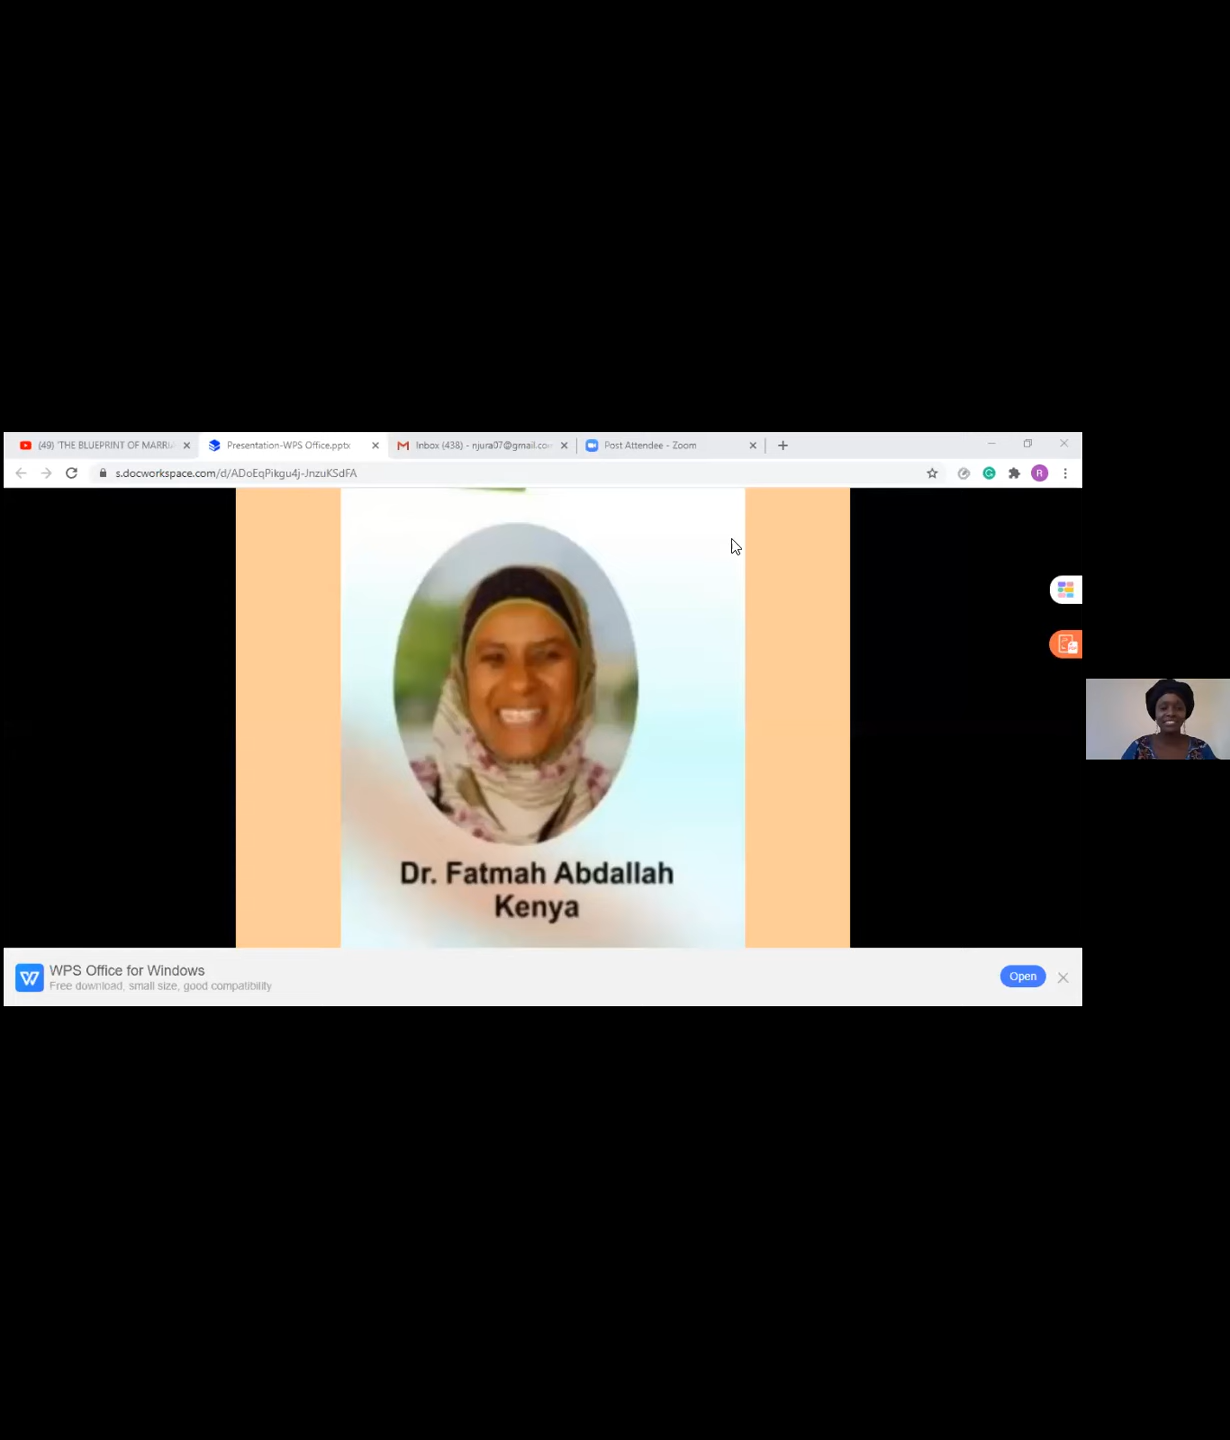 (49) 'THE BLUEPRINT OF MARRI
Presentation-WPS Office.pptx
Inbox (438) - njura07@gmail.co
Post Attendee - Zoom
s.docworkspace.com/d/ADoEqPikgu4j-JnzuKSdFA
R
Dr. Fatmah Abdallah
Kenya
WPS Office for Windows
Free download, small size, good compatibility
Open